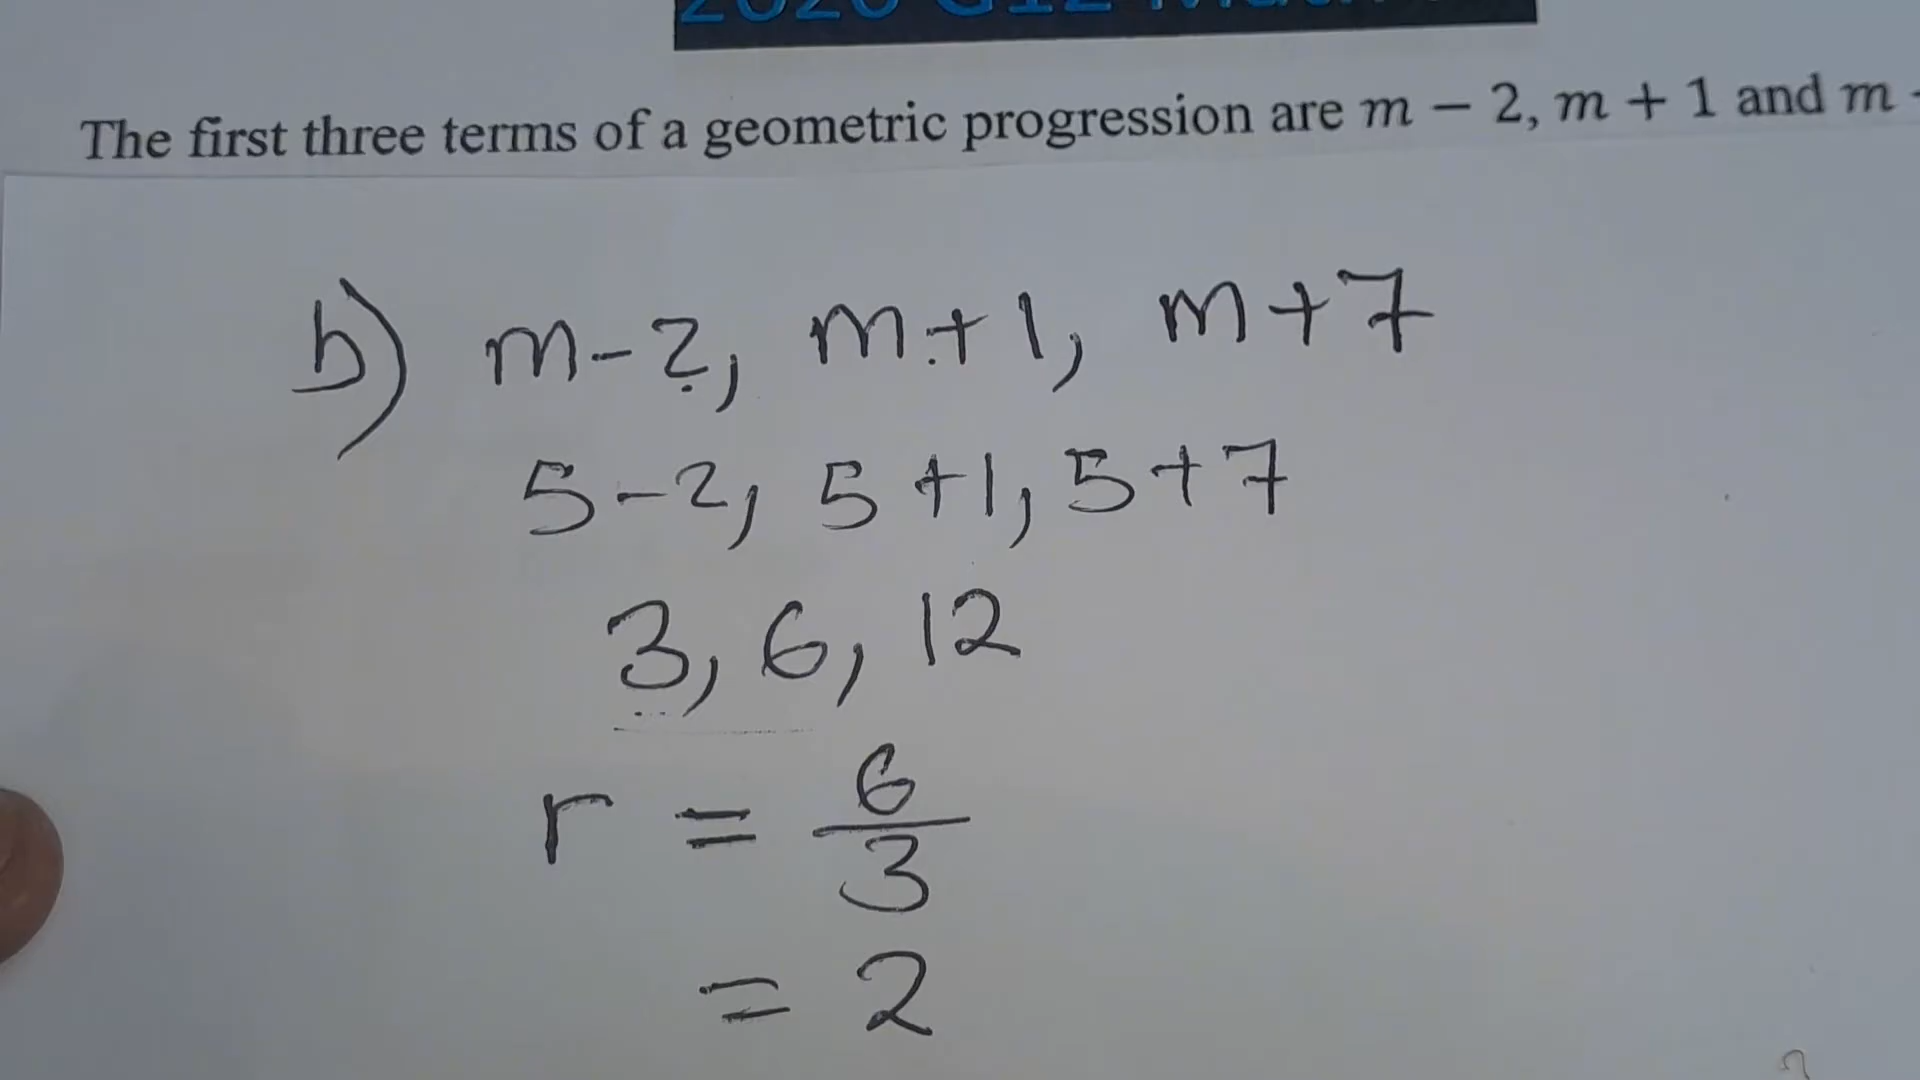 The first three terms of a geometric progression are m − 2, m + 1 and m
b) m-2, m+1, m+7
5-2, 5+1, 5+7
3, 6, 12
r = 6/3
= 2